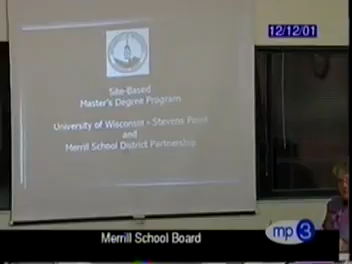 12/12/01
Site-Based
Master's Degree Program
University of Wisconsin - Stevens Point
and
Merrill School District Partnership
mp3
Merrill School Board